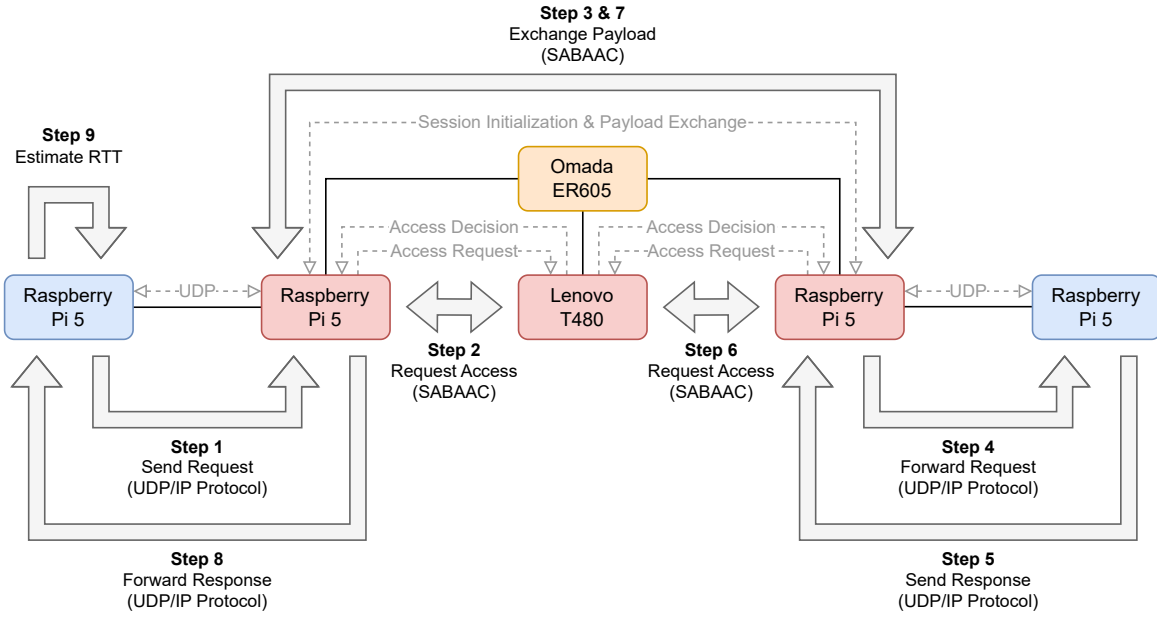 Step 3 & 7
Exchange Payload
(SABAAC)
Session Initialization & Payload Exchange
Step 9
Estimate RTT
Omada
ER605
Access Decision
Access Request
Access Decision
Access Request
Raspberry
Pi 5
UDP
Raspberry
Pi 5
Lenovo
T480
Raspberry
Pi 5
UDP
Raspberry
Pi 5
Step 2
Request Access
(SABAAC)
Step 6
Request Access
(SABAAC)
Step 1
Send Request
(UDP/IP Protocol)
Step 4
Forward Request
(UDP/IP Protocol)
Step 8
Forward Response
(UDP/IP Protocol)
Step 5
Send Response
(UDP/IP Protocol)